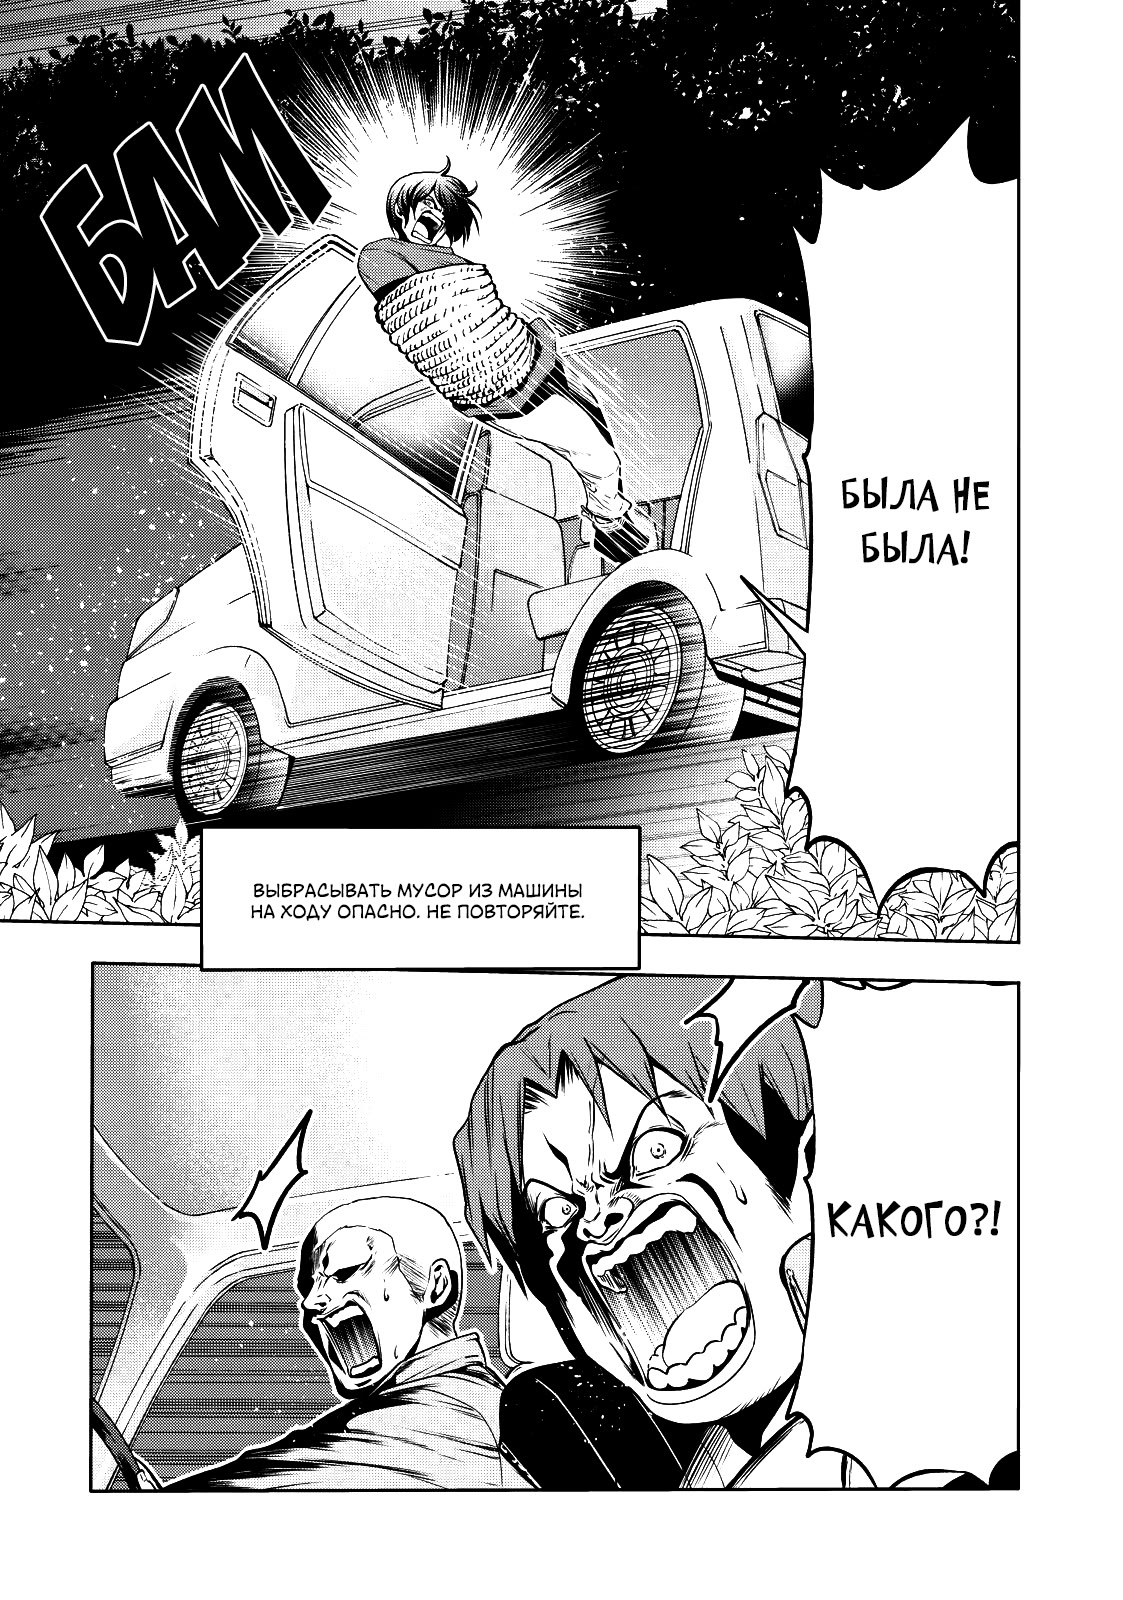 БАМ
БЫЛА НЕ
БЫЛА!
ВЫБРАСЫВАТЬ МУСОР ИЗ МАШИНЫ
НА ХОДУ ОПАСНО. НЕ ПОВТОРЯЙТЕ.
КАКОГО?!